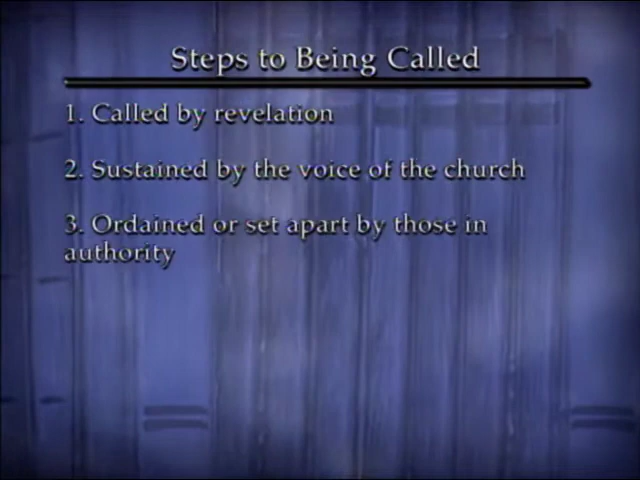 Steps to Being Called
1. Called by revelation
2. Sustained by the voice of the church
3. Ordained or set apart by those in
authority